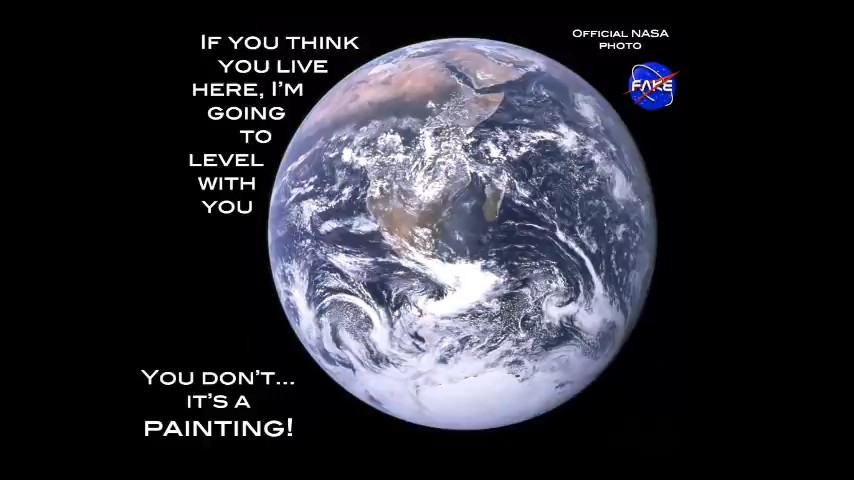 If you think
you live
here, I'm
going
to
level
with
you
Official NASA
photo
FAKE
You don't...
it's a
painting!